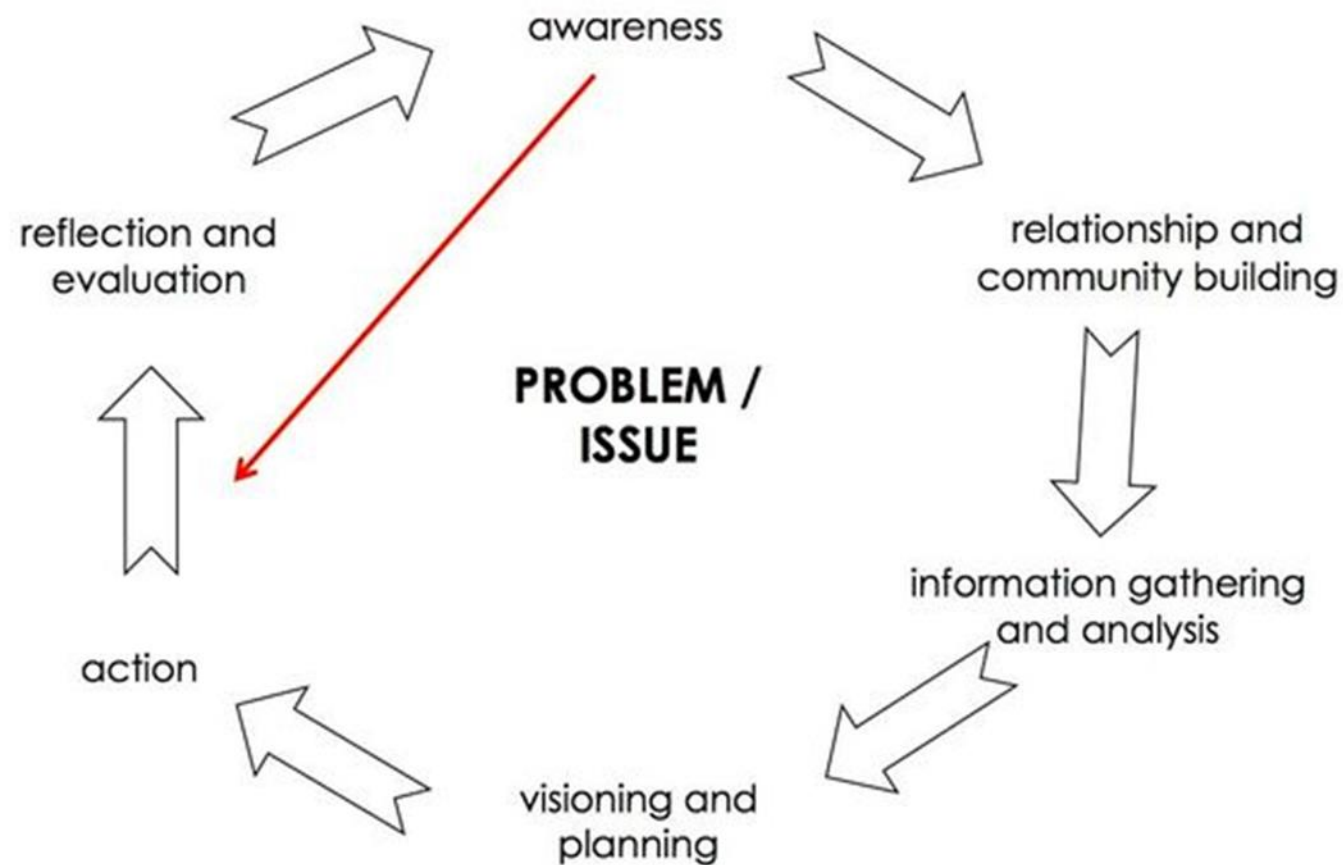 awareness
relationship and
community building
information gathering
and analysis
visioning and
planning
action
reflection and
evaluation
PROBLEM /
ISSUE